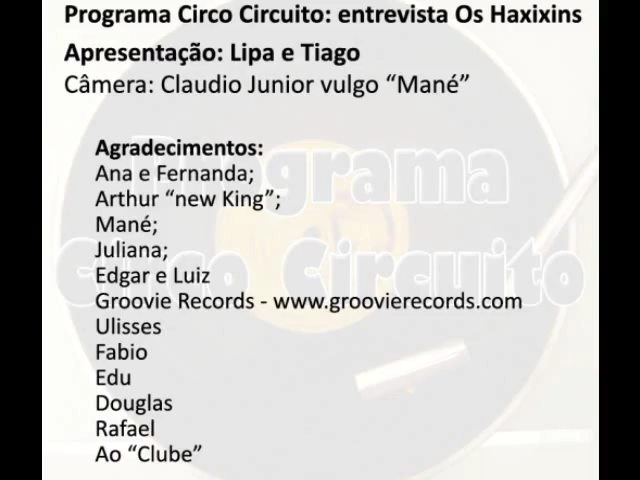 Programa Circo Circuito: entrevista Os Haxixins
Apresentação: Lipa e Tiago
Câmera: Claudio Junior vulgo “Mané”
Agradecimentos:
Ana e Fernanda;
Arthur “new King”;
Mané;
Juliana;
Edgar e Luiz
Groovie Records - www.groovierecords.com
Ulisses
Fabio
Edu
Douglas
Rafael
Ao “Clube”
Programa
Circo Circuito